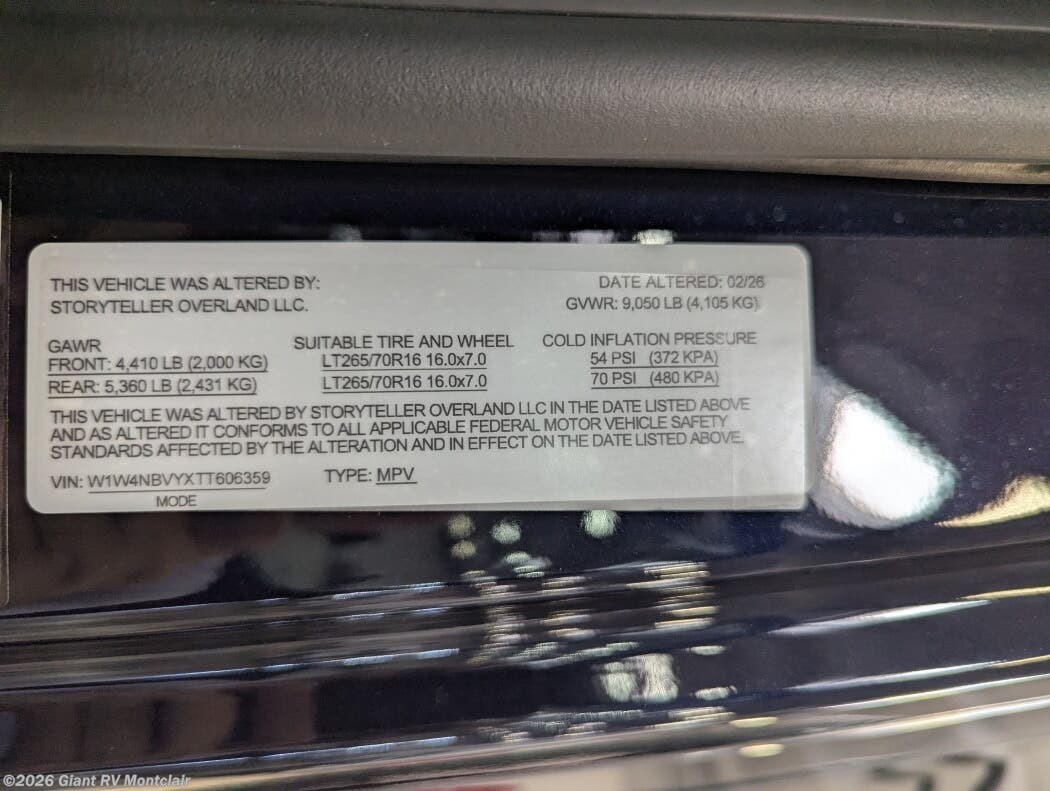 THIS VEHICLE WAS ALTERED BY:
STORYTELLER OVERLAND LLC.
DATE ALTERED: 02/26
GVWR: 9,050 LB (4,105 KG)
GAWR
FRONT: 4,410 LB (2,000 KG)
REAR: 5,360 LB (2,431 KG)
SUITABLE TIRE AND WHEEL
LT265/70R16 16.0x7.0
LT265/70R16 16.0x7.0
COLD INFLATION PRESSURE
54 PSI (372 KPA)
70 PSI (480 KPA)
THIS VEHICLE WAS ALTERED BY STORYTELLER OVERLAND LLC IN THE DATE LISTED ABOVE
AND AS ALTERED IT CONFORMS TO ALL APPLICABLE FEDERAL MOTOR VEHICLE SAFETY
STANDARDS AFFECTED BY THE ALTERATION AND IN EFFECT ON THE DATE LISTED ABOVE.
VIN: W1W4NBVYXTT606359
TYPE: MPV
MODE
©2026 Giant RV Montclair